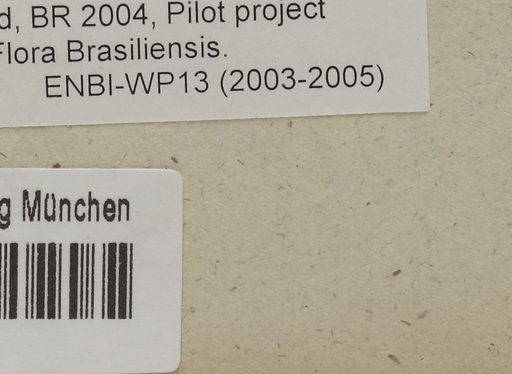 d, BR 2004, Pilot project
Flora Brasiliensis.
ENBI-WP13 (2003-2005)
g München